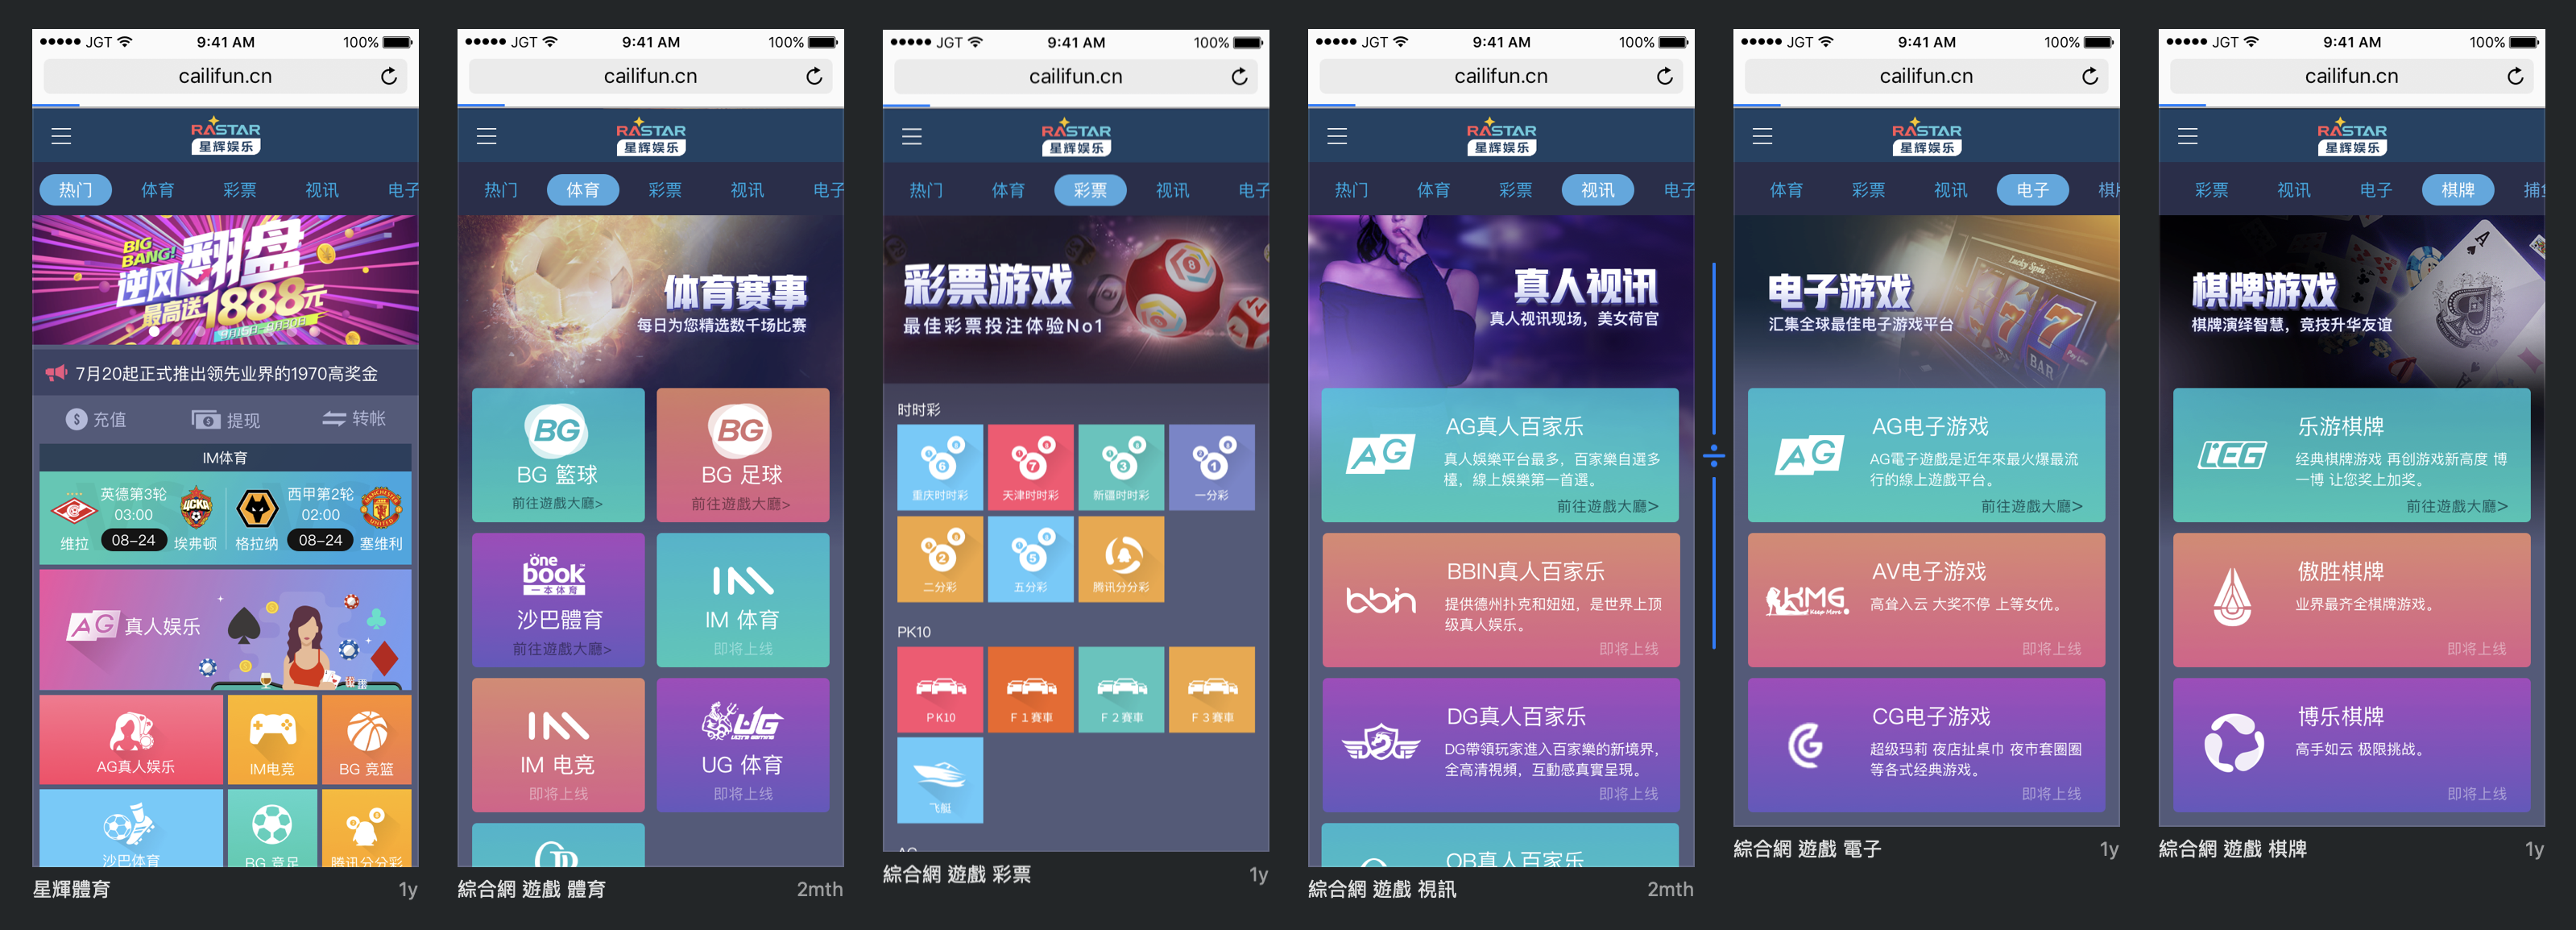 JGT 9:41 AM 100%
cailifun.cn
RASTAR
星辉娱乐
热门 体育 彩票 视讯 电子
BIG BANG!
逆风翻盘
最高送1888元
7月20起正式推出领先业界的1970高奖金
充值 提现 转帐
IM体育
英德第3轮
03:00
08-24
维拉 埃弗顿
西甲第2轮
02:00
08-24
格拉纳 塞维利
AG 真人娱乐
AG真人娱乐 IM电竞 BG 竞篮
沙巴体育 BG 竞足 腾讯分分彩
星輝體育 1y
JGT 9:41 AM 100%
cailifun.cn
RASTAR
星辉娱乐
热门 体育 彩票 视讯 电子
体育赛事
每日为您精选数千场比赛
BG
BG 籃球
前往遊戲大廳>
BG
BG 足球
前往遊戲大廳>
one book
一本体育
沙巴體育
前往遊戲大廳>
IM 体育
即将上线
IM 电竞
即将上线
UG
UG 体育
即将上线
綜合網 遊戲 體育 2mth
JGT 9:41 AM 100%
cailifun.cn
RASTAR
星辉娱乐
热门 体育 彩票 视讯 电子
彩票游戏
最佳彩票投注体验No1
时时彩
6 7 3 1
重庆时时彩 天津时时彩 新疆时时彩 一分彩
2 5
二分彩 五分彩 腾讯分分彩
PK10
PK10 F1賽車 F2賽車 F3賽車
飞艇
綜合網 遊戲 彩票 1y
JGT 9:41 AM 100%
cailifun.cn
RASTAR
星辉娱乐
热门 体育 彩票 视讯 电子
真人视讯
真人视讯现场，美女荷官
AG
AG真人百家乐
真人娛樂平台最多，百家樂自選多
檯，線上娛樂第一首選。
前往遊戲大廳>
bbin
BBIN真人百家乐
提供德州扑克和妞妞，是世界上顶
级真人娱乐。
即将上线
DG
DG真人百家乐
DG帶領玩家進入百家樂的新境界，
全高清視頻，互動感真實呈現。
即将上线
OB真人百家乐
綜合網 遊戲 視訊 2mth
JGT 9:41 AM 100%
cailifun.cn
RASTAR
星辉娱乐
体育 彩票 视讯 电子
电子游戏
汇集全球最佳电子游戏平台
Lucky Spin
7 7
BAR
AG
AG电子游戏
AG電子遊戲是近年來最火爆最流
行的線上遊戲平台。
前往遊戲大廳>
KMG
Keep Move
AV电子游戏
高耸入云 大奖不停 上等女优。
即将上线
CG电子游戏
超级玛莉 夜店扯桌巾 夜市套圈圈
等各式经典游戏。
即将上线
綜合網 遊戲 電子 1y
JGT 9:41 AM 100%
cailifun.cn
RASTAR
星辉娱乐
彩票 视讯 电子 棋牌
A
棋牌游戏
棋牌演绎智慧，竞技升华友谊
LEG
乐游棋牌
经典棋牌游戏 再创游戏新高度 博
一博 让您奖上加奖。
前往遊戲大廳>
傲胜棋牌
业界最齐全棋牌游戏。
即将上线
博乐棋牌
高手如云 极限挑战。
即将上线
綜合網 遊戲 棋牌 1y